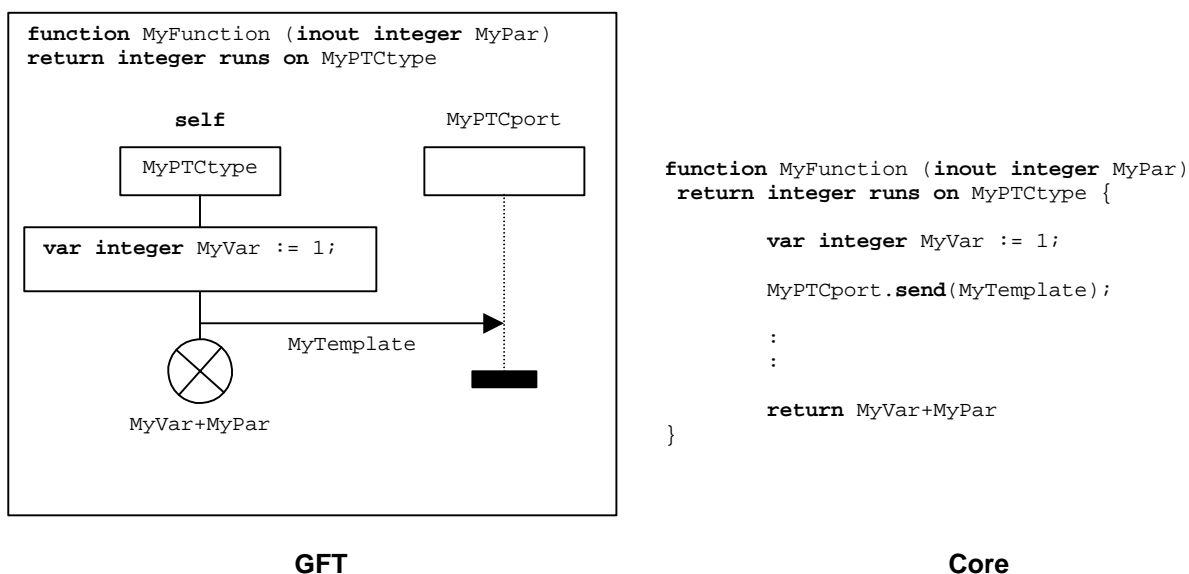 function MyFunction (inout integer MyPar)
return integer runs on MyPTCtype
self
MyPTCport
MyPTCtype
var integer MyVar := 1;
MyTemplate
MyVar+MyPar
GFT
function MyFunction (inout integer MyPar)
return integer runs on MyPTCtype {
var integer MyVar := 1;
MyPTCport.send(MyTemplate);
:
:
return MyVar+MyPar
}
Core